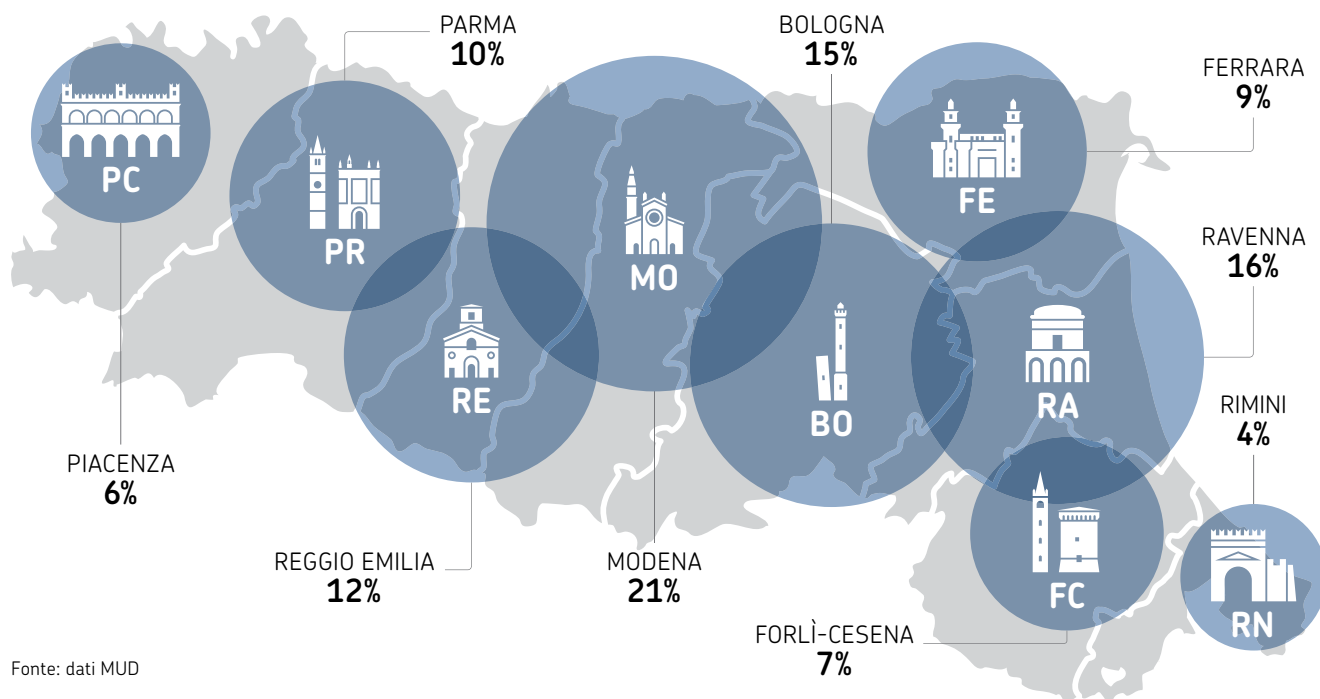 PARMA
10%
BOLOGNA
15%
FERRARA
9%
PC
PR
MO
FE
RAVENNA
16%
RE
BO
RA
RIMINI
4%
PIACENZA
6%
REGGIO EMILIA
12%
MODENA
21%
FC
RN
FORLÌ-CESENA
7%
Fonte: dati MUD